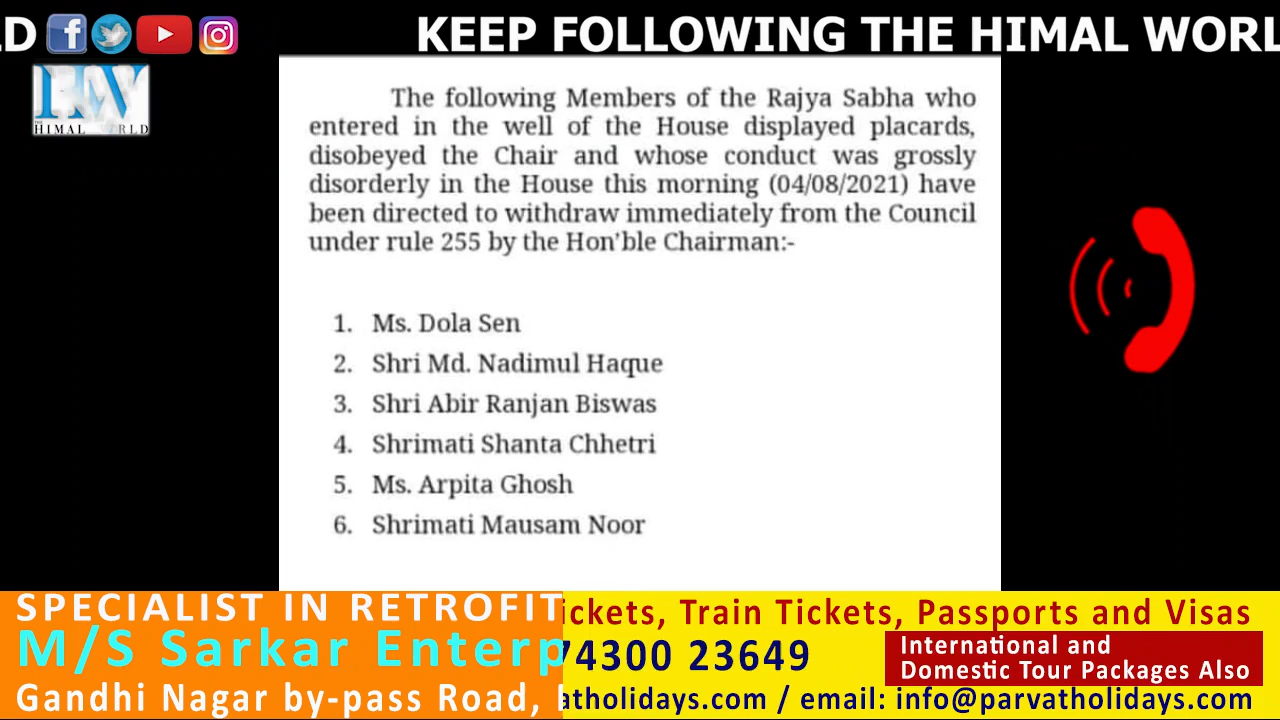 KEEP FOLLOWING THE HIMAL
HIMAL
The following Members of the Rajya Sabha who
entered in the well of the House displayed placards,
disobeyed the Chair and whose conduct was grossly
disorderly in the House this morning (04/08/2021) have
been directed to withdraw immediately from the Council
under rule 255 by the Hon'ble Chairman:-
1. Ms. Dola Sen
2. Shri Md. Nadimul Haque
3. Shri Abir Ranjan Biswas
4. Shrimati Shanta Chhetri
5. Ms. Arpita Ghosh
6. Shrimati Mausam Noor
SPECIALIST IN RETROFIT
M/S Sarkar Enterp
Gandhi Nagar by-pass Road,
ickets, Train Tickets, Passports and Visas
74300 23649
International and
Domestic Tour Packages Also
atholidays.com / email: info@parvatholidays.com